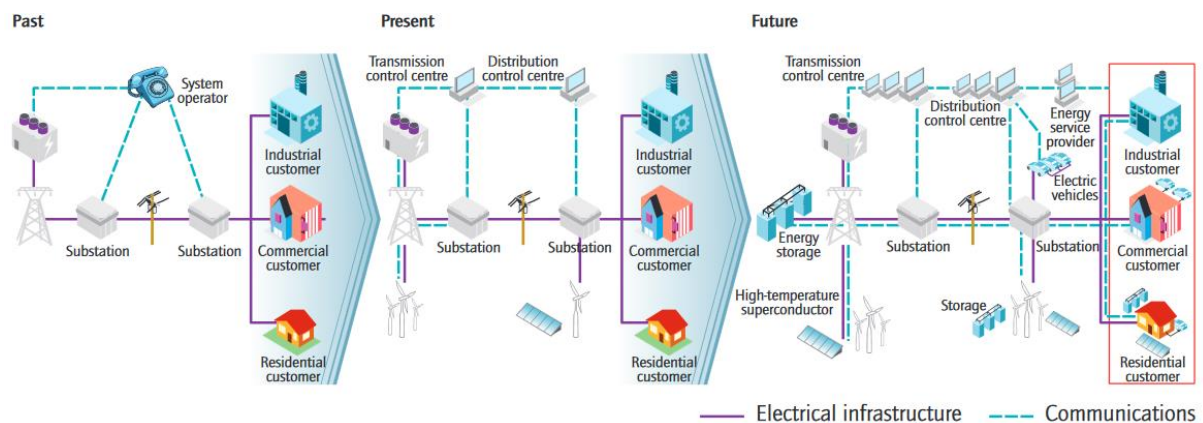 Past
System
operator
Industrial
customer
Substation
Substation
Commercial
customer
Residential
customer
Present
Transmission
control centre
Distribution
control centre
Industrial
customer
Substation
Substation
Commercial
customer
Residential
customer
Future
Transmission
control centre
Distribution
control centre
Energy
service
provider
Industrial
customer
Electric
vehicles
Energy
storage
Substation
Substation
Commercial
customer
High-temperature
superconductor
Storage
Residential
customer
Electrical infrastructure
Communications